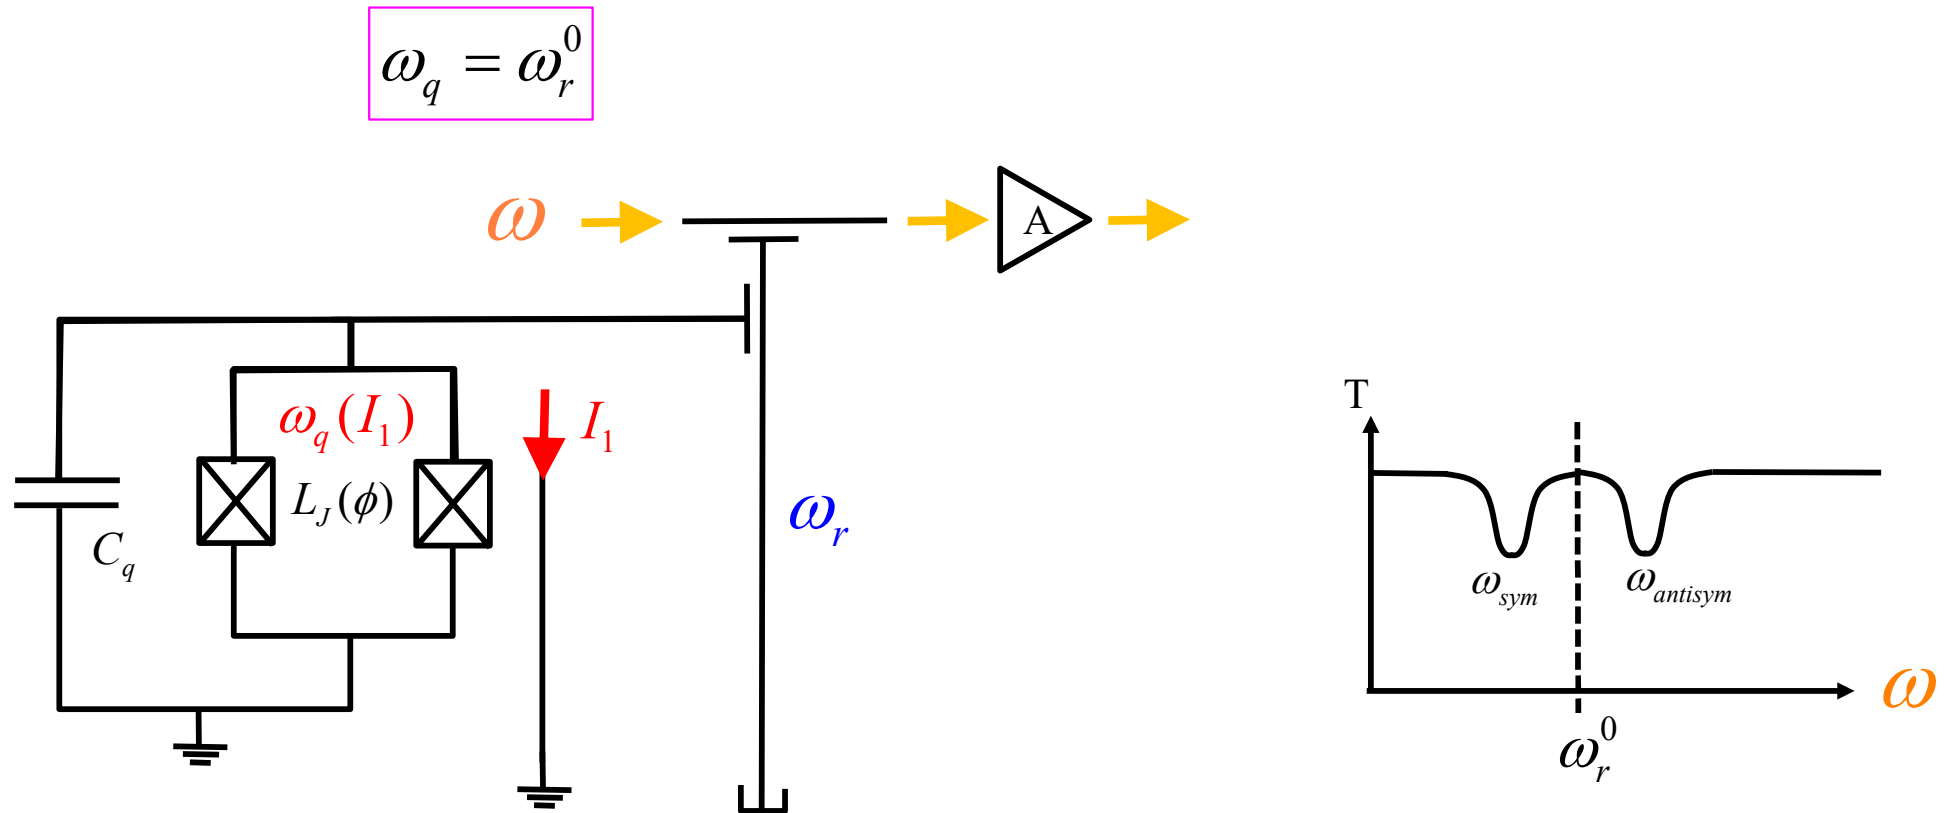 ω_q = ω_r^0
ω
A
ω_q(I_1)
I_1
L_J(ϕ)
C_q
ω_r
T
ω_sym
ω_antisym
ω
ω_r^0